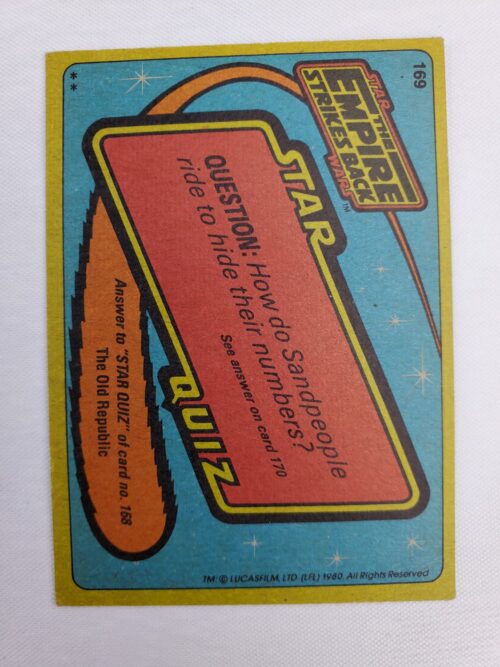 169
STAR
THE
EMPIRE
STRIKES BACK
WARS™
STAR
QUESTION: How do Sandpeople
ride to hide their numbers?
See answer on card 170
QUIZ
Answer to "STAR QUIZ" of card no. 168
The Old Republic
TM: © LUCASFILM, LTD (LFL) 1980. All Rights Reserved
**